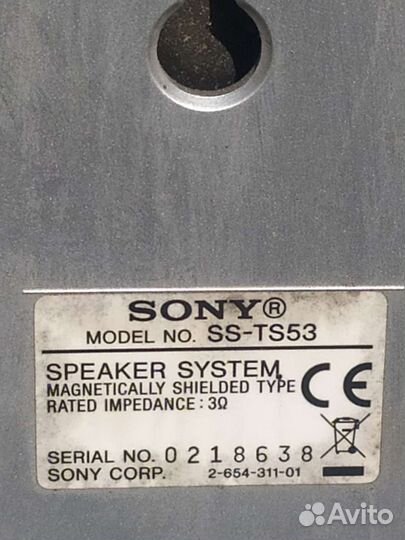 SONY®
MODEL NO. SS-TS53
SPEAKER SYSTEM
MAGNETICALLY SHIELDED TYPE
RATED IMPEDANCE : 3Ω
CE
SERIAL NO. 0218638
SONY CORP. 2-654-311-01
Avito